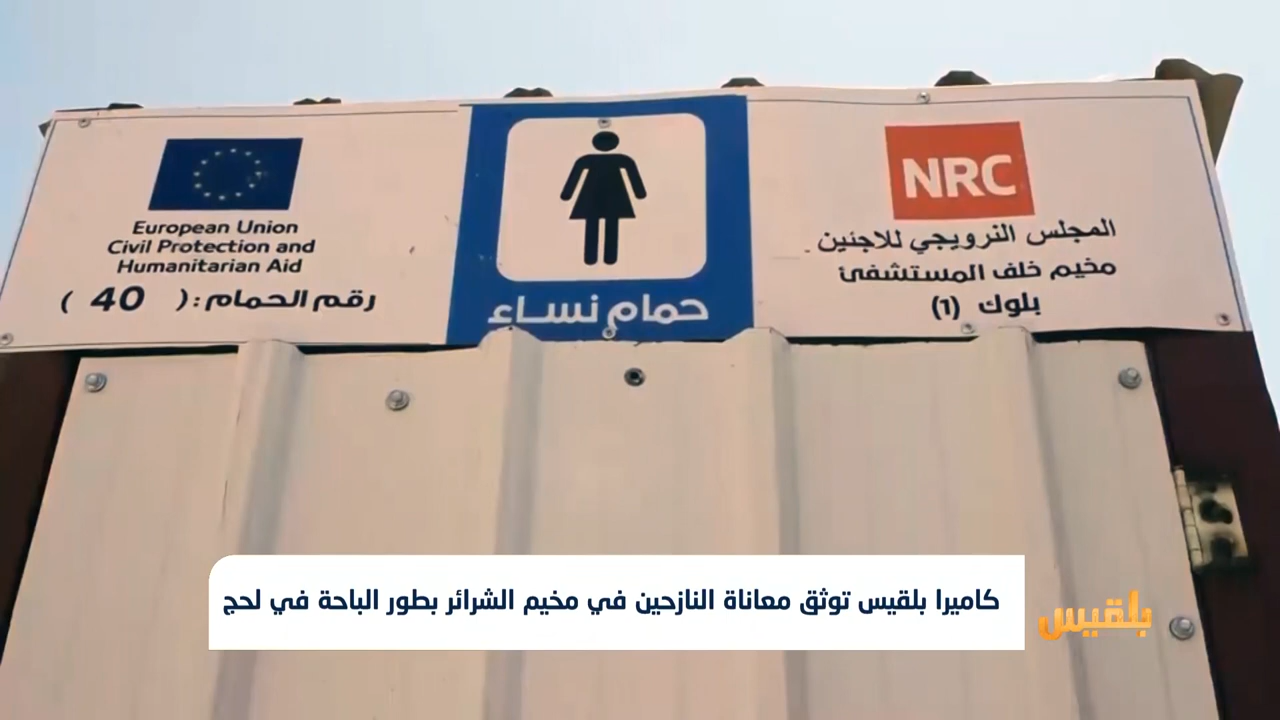 European Union
Civil Protection and
Humanitarian Aid
رقم الحمام : ( 40 )
حمام نساء
NRC
المجلس النرويجي للاجئين
مخيم خلف المستشفئ
بلوك (1)
كاميرا بلقيس توثق معاناة النازحين في مخيم الشرائر بطور الباحة في لحج
بلقيس